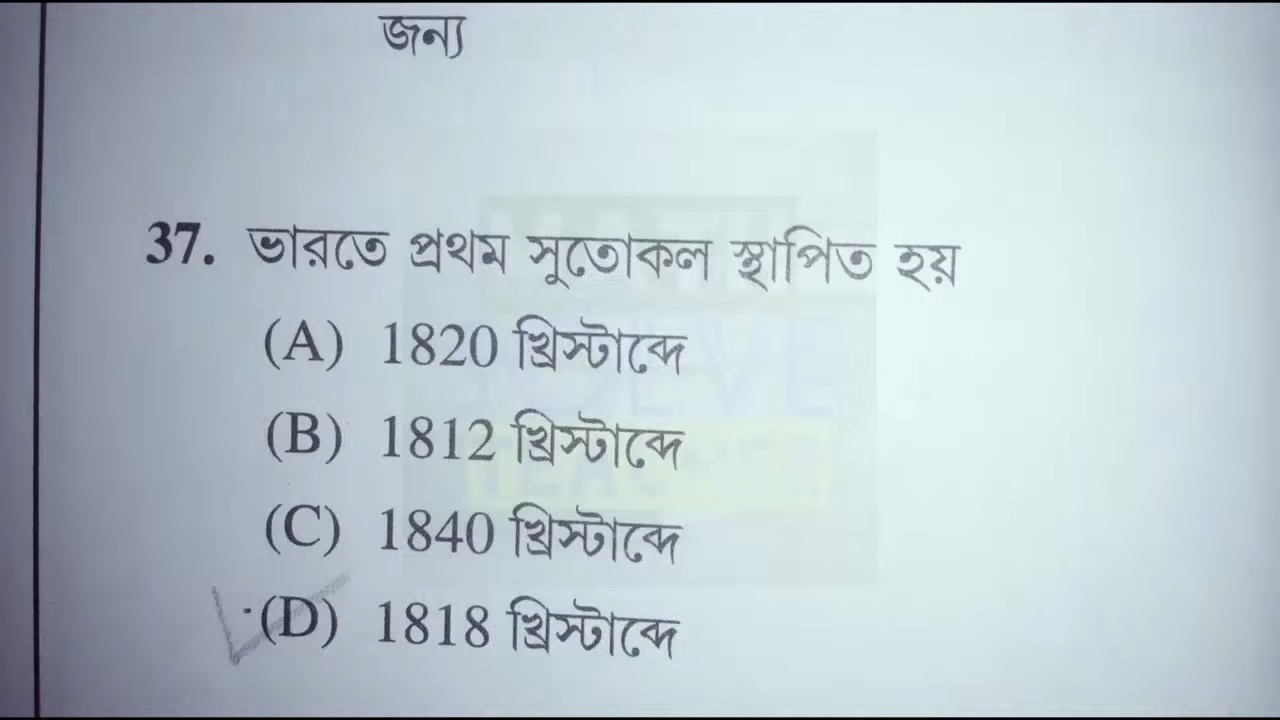 জন্য
37. ভারতে প্রথম সুতোকল স্থাপিত হয়
(A) 1820 খ্রিস্টাব্দে
(B) 1812 খ্রিস্টাব্দে
(C) 1840 খ্রিস্টাব্দে
(D) 1818 খ্রিস্টাব্দে